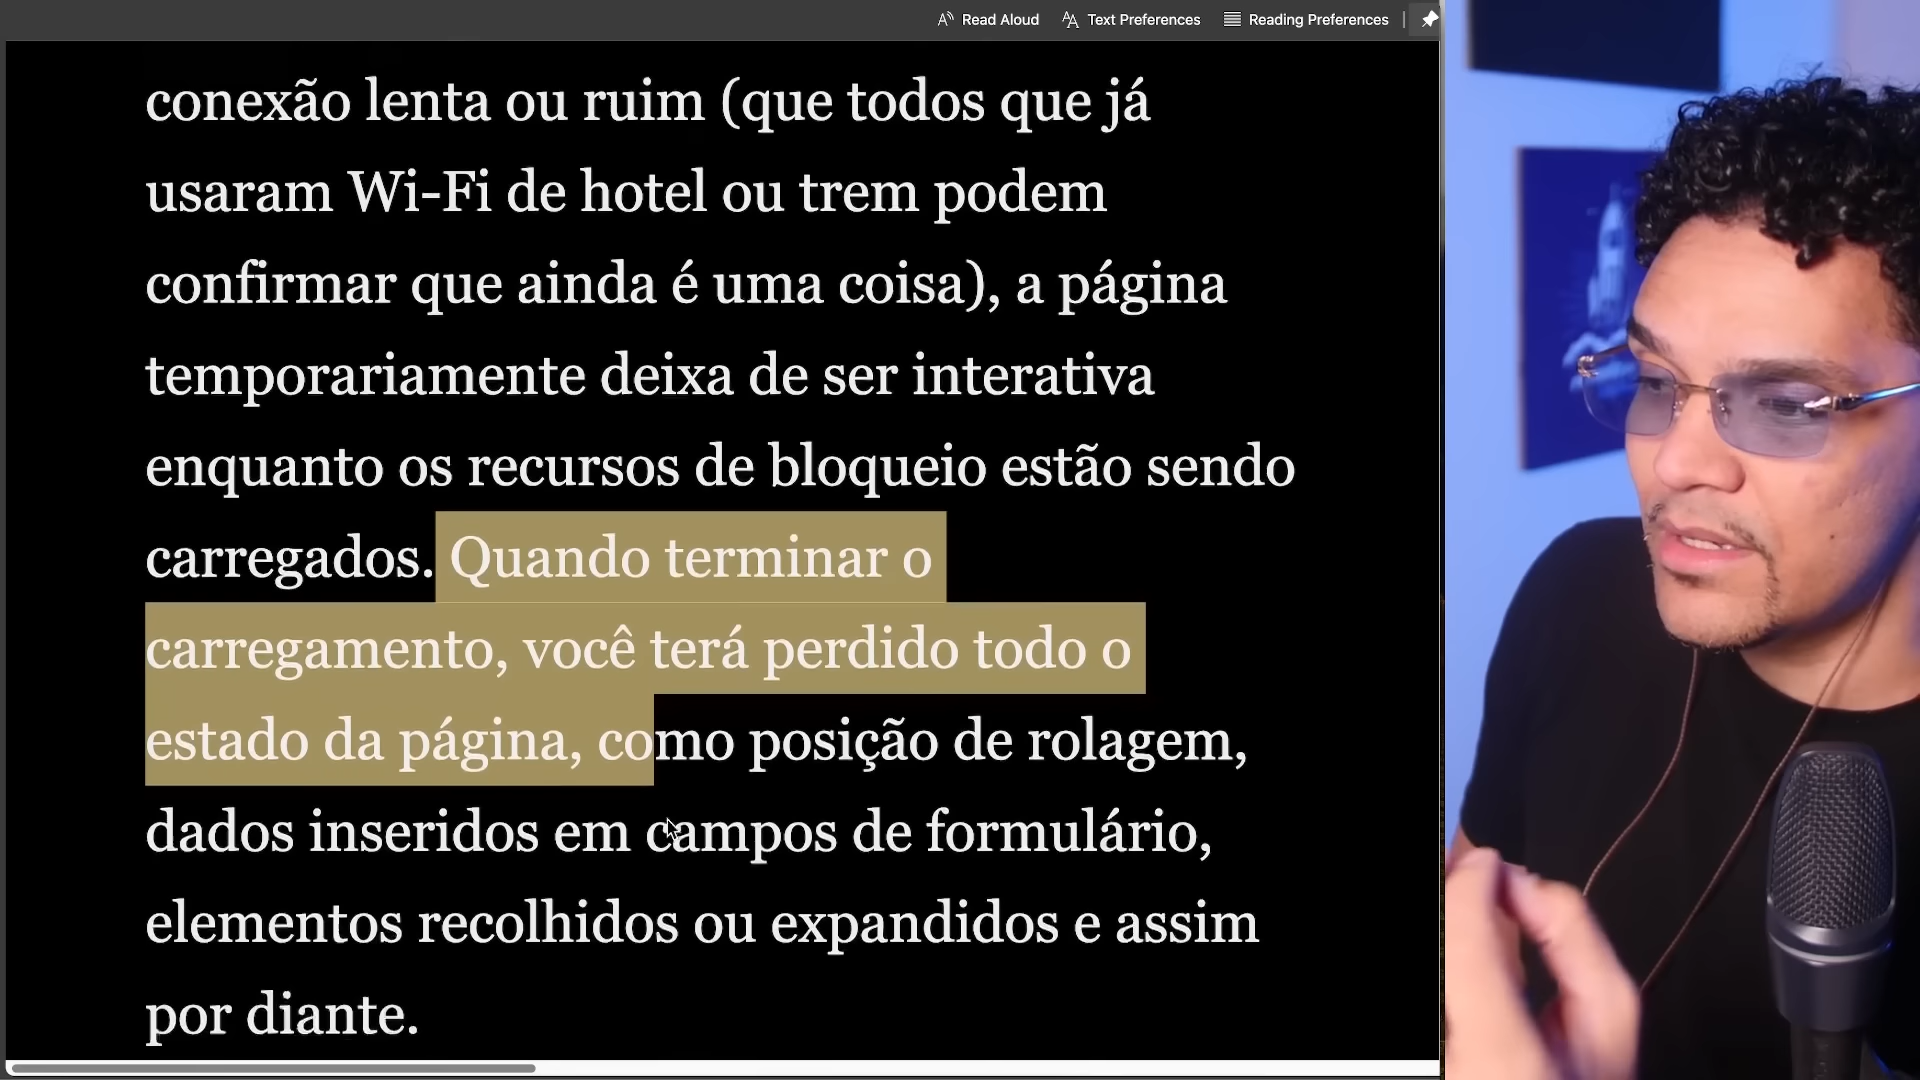 Read Aloud
Text Preferences
Reading Preferences
conexão lenta ou ruim (que todos que já
usaram Wi-Fi de hotel ou trem podem
confirmar que ainda é uma coisa), a página
temporariamente deixa de ser interativa
enquanto os recursos de bloqueio estão sendo
carregados. Quando terminar o
carregamento, você terá perdido todo o
estado da página, como posição de rolagem,
dados inseridos em campos de formulário,
elementos recolhidos ou expandidos e assim
por diante.